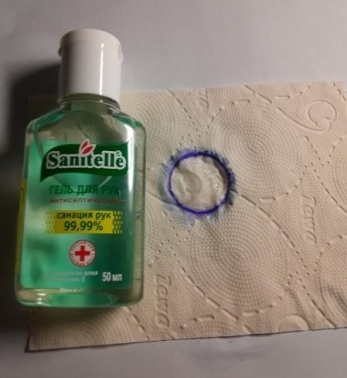 Sanitelle
ГЕЛЬ ДЛЯ РУК
АНТИСЕПТИЧЕСКИЙ
санация рук
99,99%
50 мл